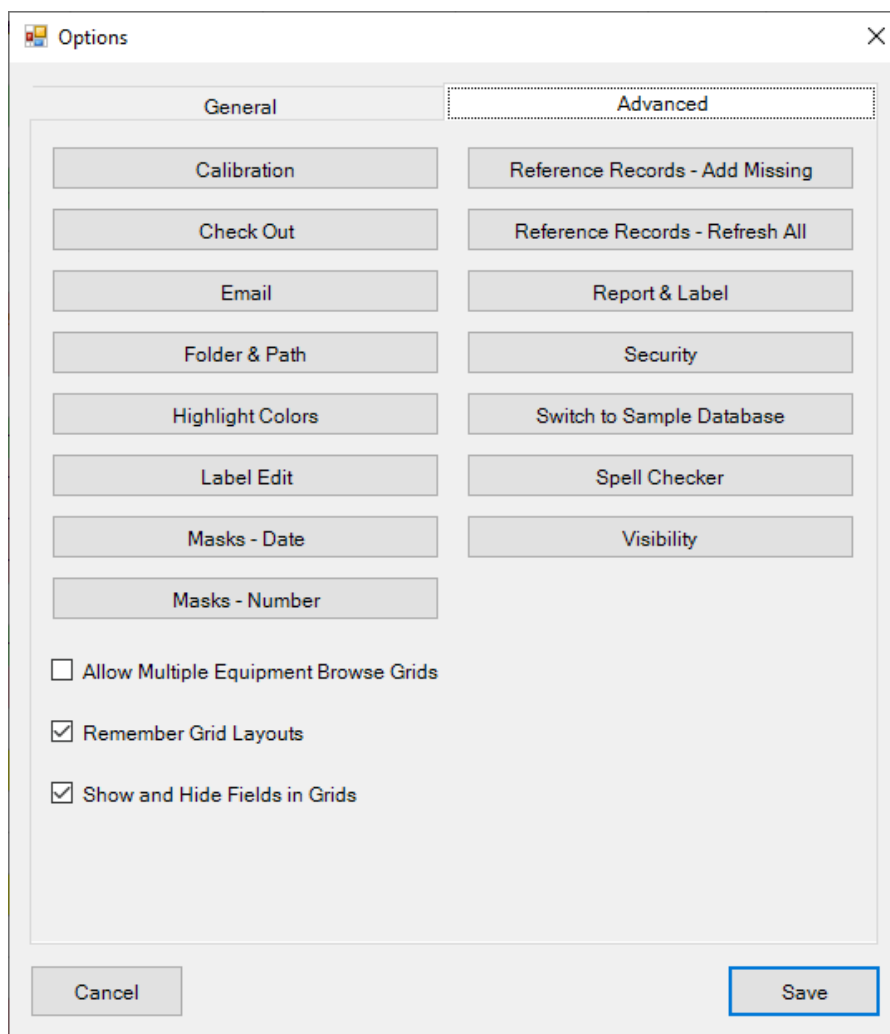 Options
General
Advanced
Calibration
Reference Records - Add Missing
Check Out
Reference Records - Refresh All
Email
Report & Label
Folder & Path
Security
Highlight Colors
Switch to Sample Database
Label Edit
Spell Checker
Masks - Date
Visibility
Masks - Number
Allow Multiple Equipment Browse Grids
Remember Grid Layouts
Show and Hide Fields in Grids
Cancel
Save